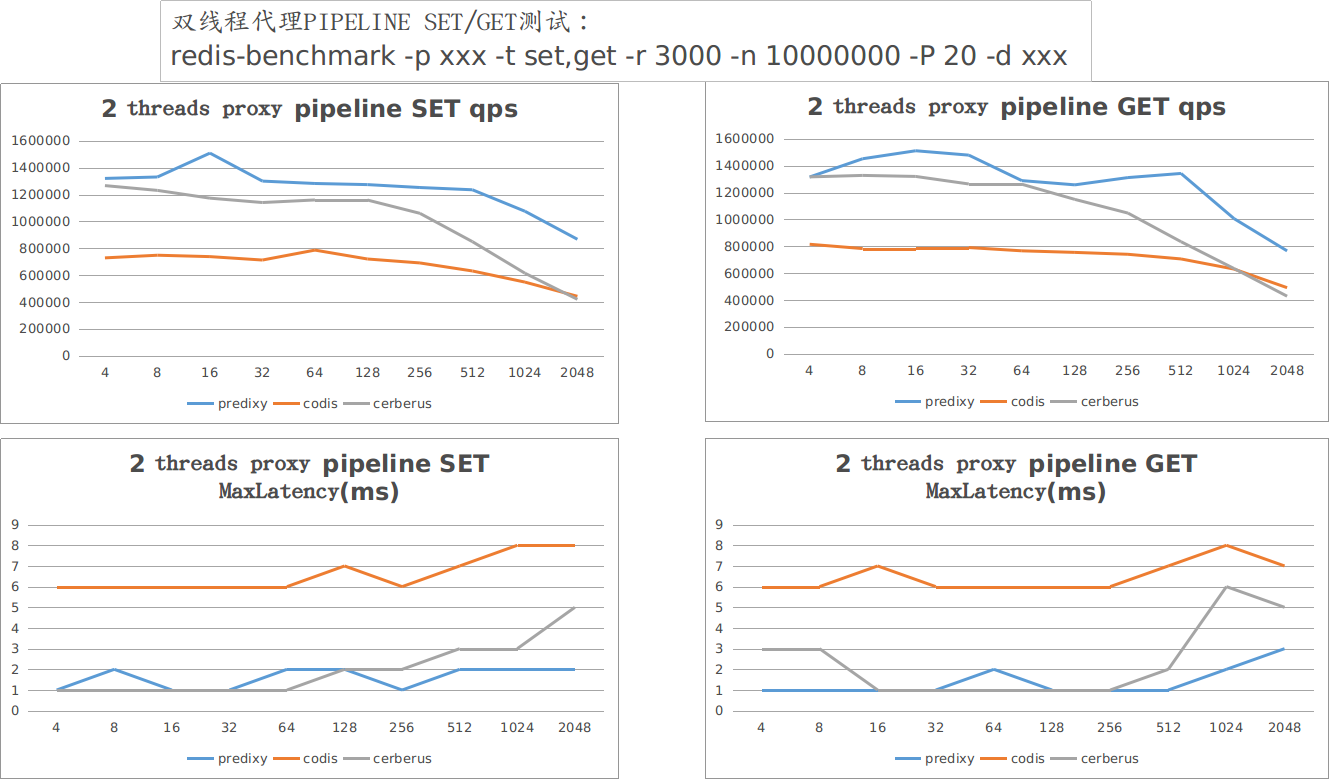 双线程代理PIPELINE SET/GET测试：
redis-benchmark -p xxx -t set,get -r 3000 -n 10000000 -P 20 -d xxx
2 threads proxy pipeline SET qps
1600000
1400000
1200000
1000000
800000
600000
400000
200000
0
4 8 16 32 64 128 256 512 1024 2048
predixy codis cerberus
2 threads proxy pipeline GET qps
1600000
1400000
1200000
1000000
800000
600000
400000
200000
0
4 8 16 32 64 128 256 512 1024 2048
predixy codis cerberus
2 threads proxy pipeline SET
MaxLatency(ms)
9
8
7
6
5
4
3
2
1
0
4 8 16 32 64 128 256 512 1024 2048
predixy codis cerberus
2 threads proxy pipeline GET
MaxLatency(ms)
9
8
7
6
5
4
3
2
1
0
4 8 16 32 64 128 256 512 1024 2048
predixy codis cerberus